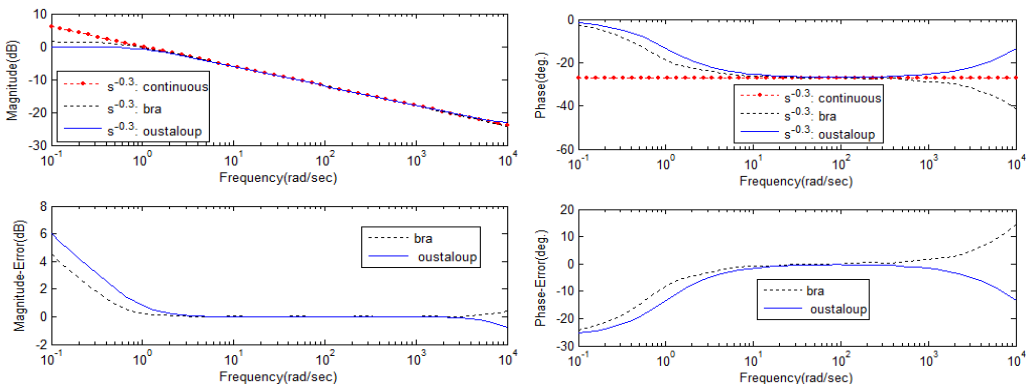 Magnitude(dB)
10
0
-10
-20
-30
s^-0.3: continuous
s^-0.3: bra
s^-0.3: oustaloup
10^-1
10^0
10^1
10^2
10^3
10^4
Frequency(rad/sec)
Phase(deg.)
0
-20
-40
-60
s^-0.3: continuous
s^-0.3: bra
s^-0.3: oustaloup
10^-1
10^0
10^1
10^2
10^3
10^4
Frequency(rad/sec)
Magnitude-Error(dB)
8
6
4
2
0
-2
bra
oustaloup
10^-1
10^0
10^1
10^2
10^3
10^4
Frequency(rad/sec)
Phase-Error(deg.)
20
10
0
-10
-20
-30
bra
oustaloup
10^-1
10^0
10^1
10^2
10^3
10^4
Frequency(rad/sec)